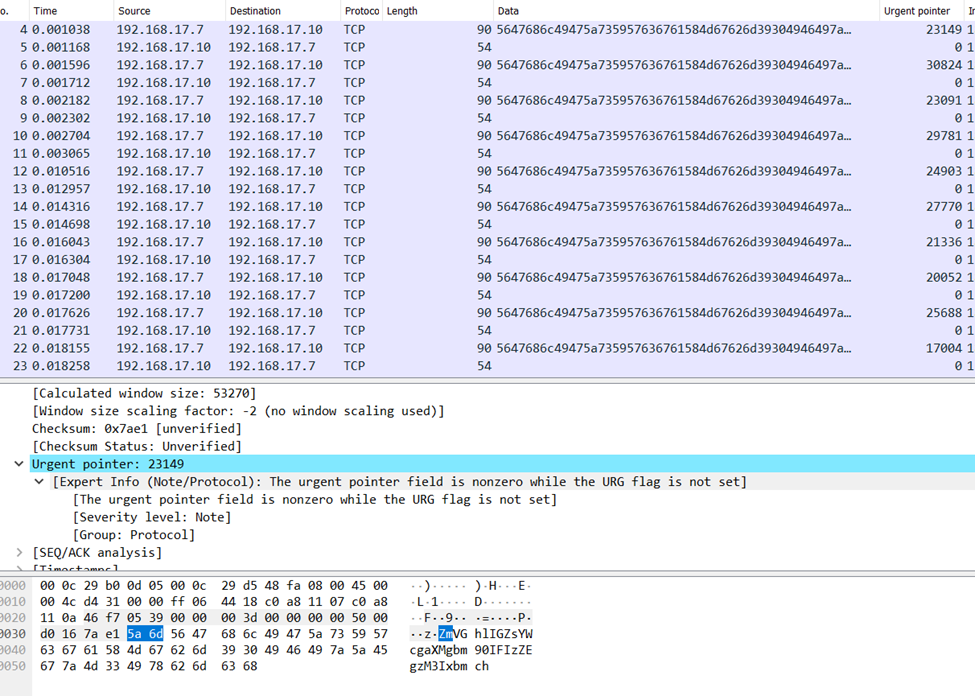 o. Time Source Destination Protoco Length Data Urgent pointer In
4 0.001038 192.168.17.7 192.168.17.10 TCP 90 5647686c49475a735957636761584d67626d39304946497a… 23149 1
5 0.001168 192.168.17.10 192.168.17.7 TCP 54 0 1
6 0.001596 192.168.17.7 192.168.17.10 TCP 90 5647686c49475a735957636761584d67626d39304946497a… 30824 1
7 0.001712 192.168.17.10 192.168.17.7 TCP 54 0 1
8 0.002182 192.168.17.7 192.168.17.10 TCP 90 5647686c49475a735957636761584d67626d39304946497a… 23091 1
9 0.002302 192.168.17.10 192.168.17.7 TCP 54 0 1
10 0.002704 192.168.17.7 192.168.17.10 TCP 90 5647686c49475a735957636761584d67626d39304946497a… 29781 1
11 0.003065 192.168.17.10 192.168.17.7 TCP 54 0 1
12 0.010516 192.168.17.7 192.168.17.10 TCP 90 5647686c49475a735957636761584d67626d39304946497a… 24903 1
13 0.012957 192.168.17.10 192.168.17.7 TCP 54 0 1
14 0.014316 192.168.17.7 192.168.17.10 TCP 90 5647686c49475a735957636761584d67626d39304946497a… 27770 1
15 0.014698 192.168.17.10 192.168.17.7 TCP 54 0 1
16 0.016043 192.168.17.7 192.168.17.10 TCP 90 5647686c49475a735957636761584d67626d39304946497a… 21336 1
17 0.016304 192.168.17.10 192.168.17.7 TCP 54 0 1
18 0.017048 192.168.17.7 192.168.17.10 TCP 90 5647686c49475a735957636761584d67626d39304946497a… 20052 1
19 0.017200 192.168.17.10 192.168.17.7 TCP 54 0 1
20 0.017626 192.168.17.7 192.168.17.10 TCP 90 5647686c49475a735957636761584d67626d39304946497a… 25688 1
21 0.017731 192.168.17.10 192.168.17.7 TCP 54 0 1
22 0.018155 192.168.17.7 192.168.17.10 TCP 90 5647686c49475a735957636761584d67626d39304946497a… 17004 1
23 0.018258 192.168.17.10 192.168.17.7 TCP 54 0 1
[Calculated window size: 53270]
[Window size scaling factor: -2 (no window scaling used)]
Checksum: 0x7ae1 [unverified]
[Checksum Status: Unverified]
Urgent pointer: 23149
[Expert Info (Note/Protocol): The urgent pointer field is nonzero while the URG flag is not set]
[The urgent pointer field is nonzero while the URG flag is not set]
[Severity level: Note]
[Group: Protocol]
[SEQ/ACK analysis]
[Timestamps]
0000 00 0c 29 b0 0d 05 00 0c 29 d5 48 fa 08 00 45 00 ··)····· )·H···E·
0010 00 4c d4 31 00 00 ff 06 44 18 c0 a8 11 07 c0 a8 ·L·1···· D·······
0020 11 0a 46 f7 05 39 00 00 00 3d 00 00 00 00 50 00 ··F··9·· ·=····P·
0030 d0 16 7a e1 5a 6d 56 47 68 6c 49 47 5a 73 59 57 ··z·ZmVG hlIGZsYW
0040 63 67 61 58 4d 67 62 6d 39 30 49 46 49 7a 5a 45 cgaXMgbm 90IFIzZE
0050 67 7a 4d 33 49 78 62 6d 63 68 gzM3Ixbm ch